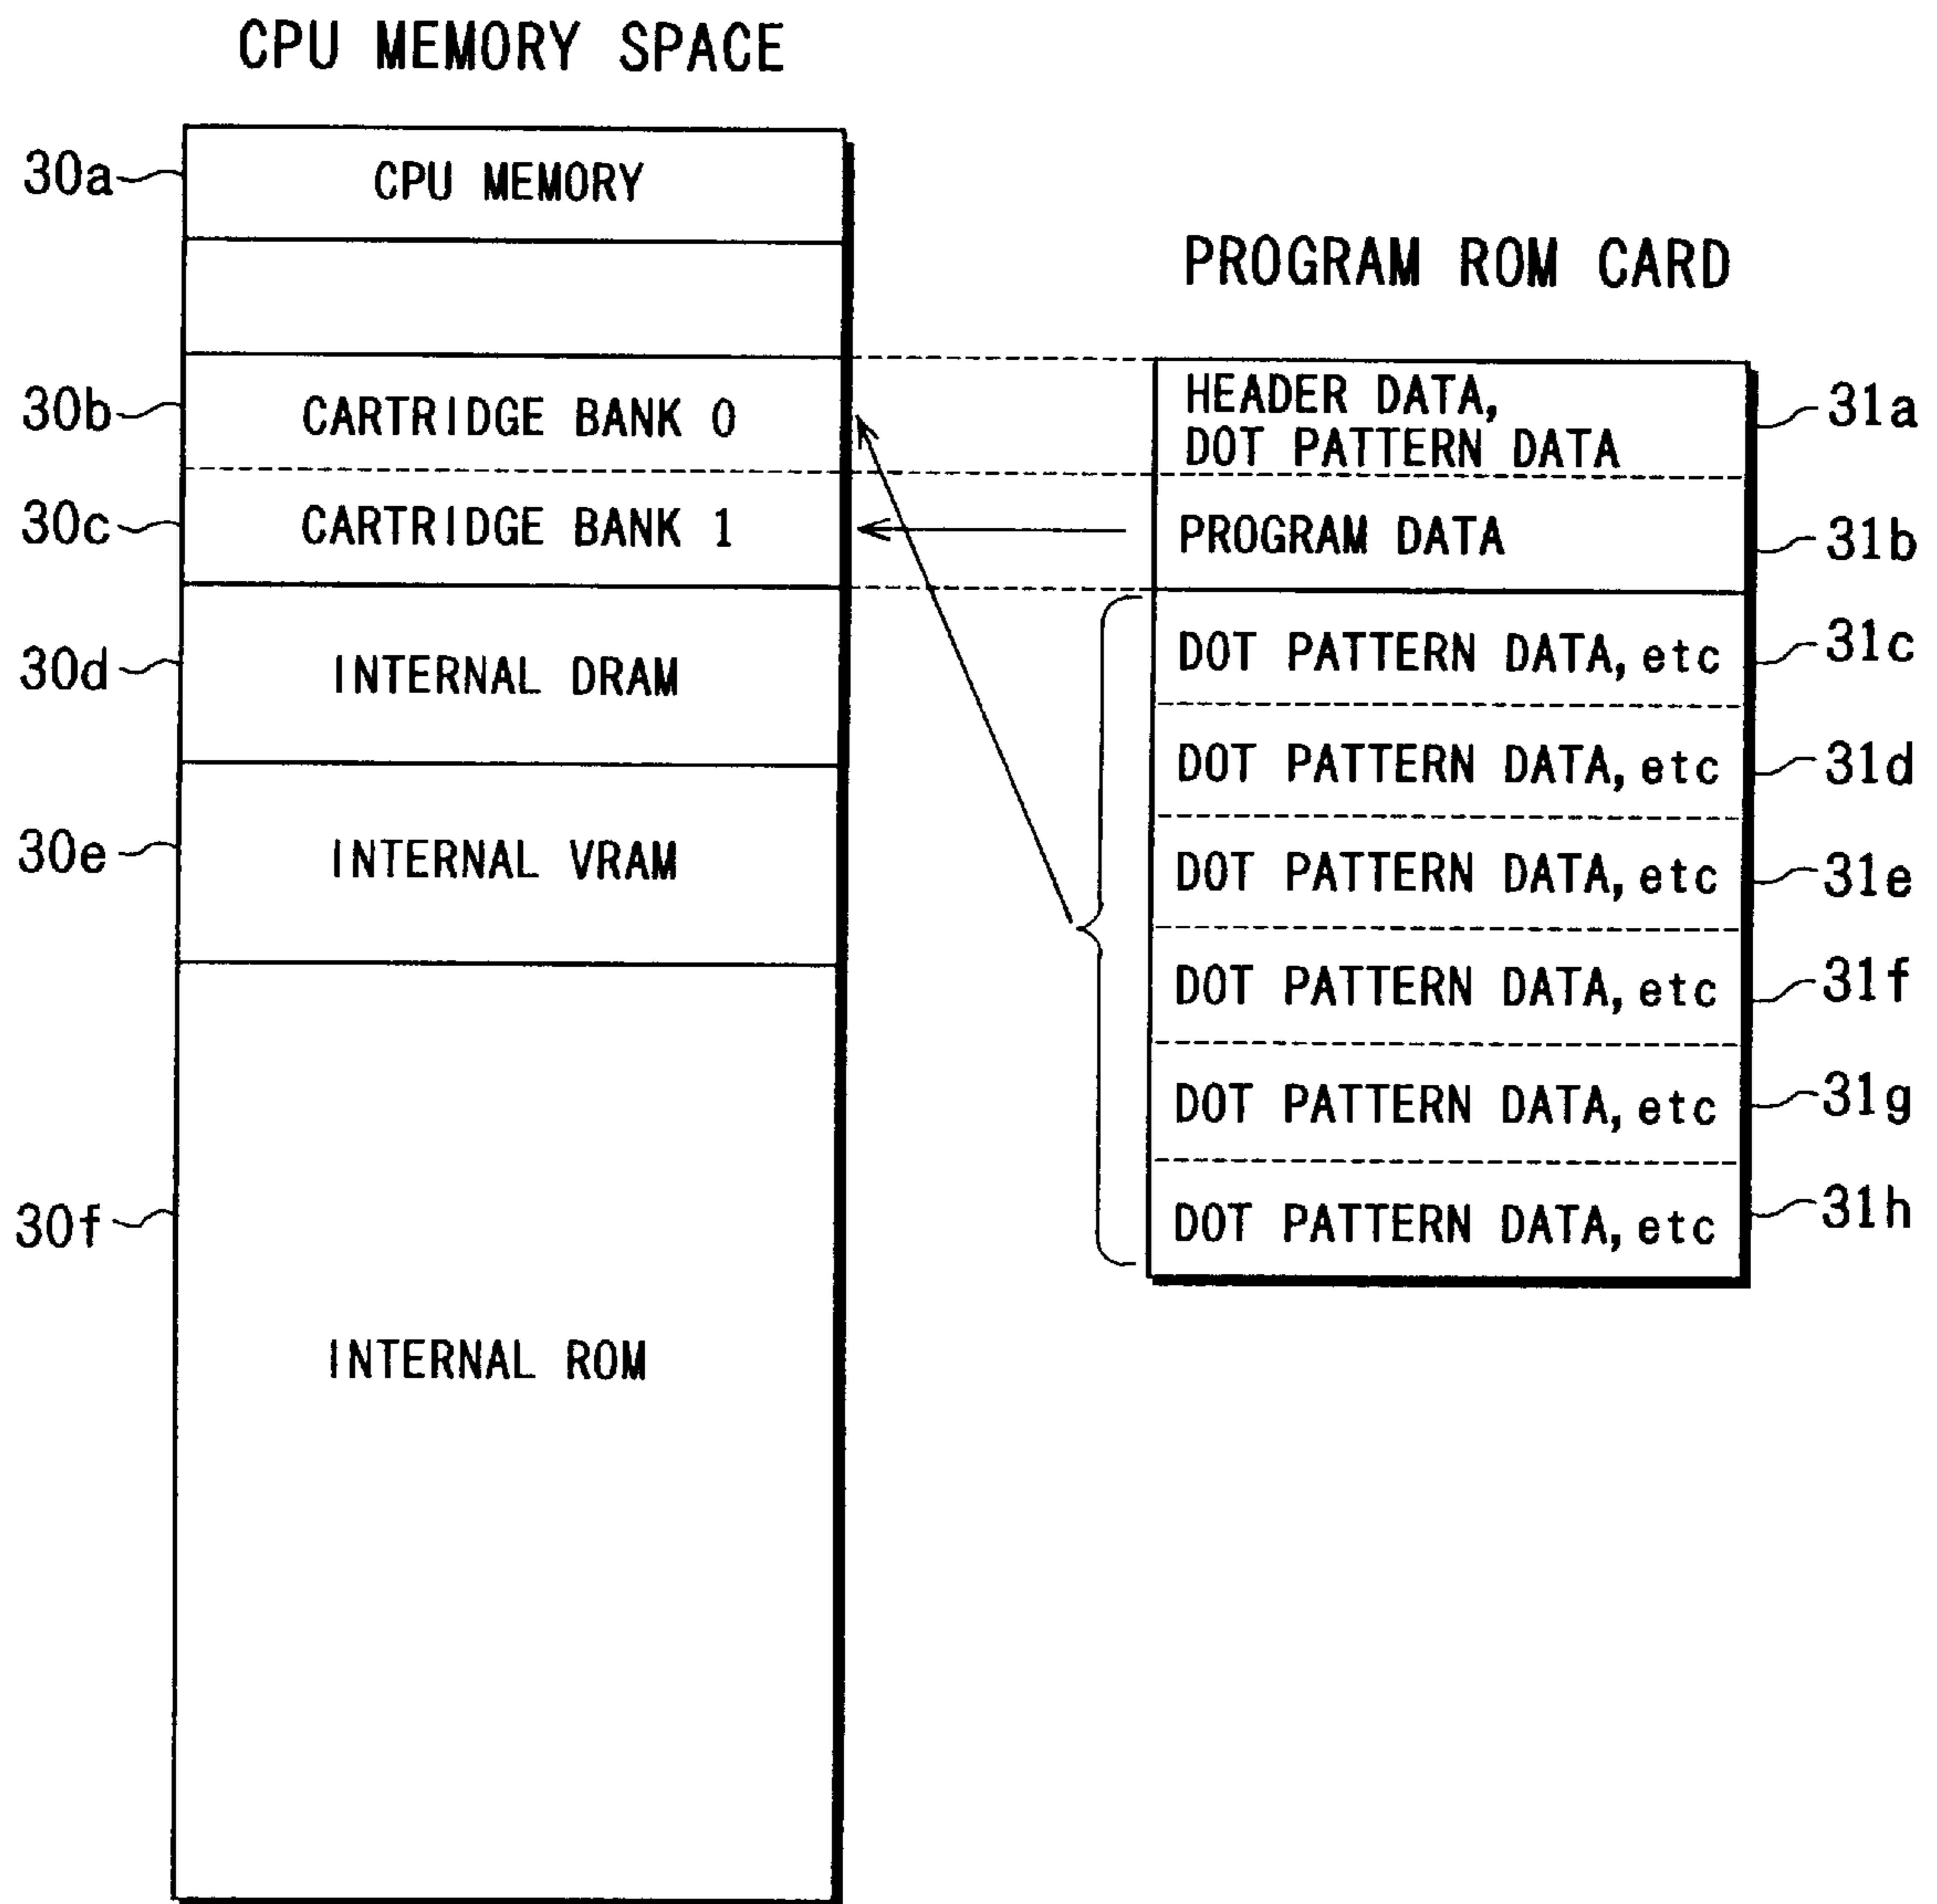 CPU MEMORY SPACE
30a
CPU MEMORY
30b
CARTRIDGE BANK 0
30c
CARTRIDGE BANK 1
30d
INTERNAL DRAM
30e
INTERNAL VRAM
30f
INTERNAL ROM
PROGRAM ROM CARD
HEADER DATA,
DOT PATTERN DATA
31a
PROGRAM DATA
31b
DOT PATTERN DATA, etc
31c
DOT PATTERN DATA, etc
31d
DOT PATTERN DATA, etc
31e
DOT PATTERN DATA, etc
31f
DOT PATTERN DATA, etc
31g
DOT PATTERN DATA, etc
31h